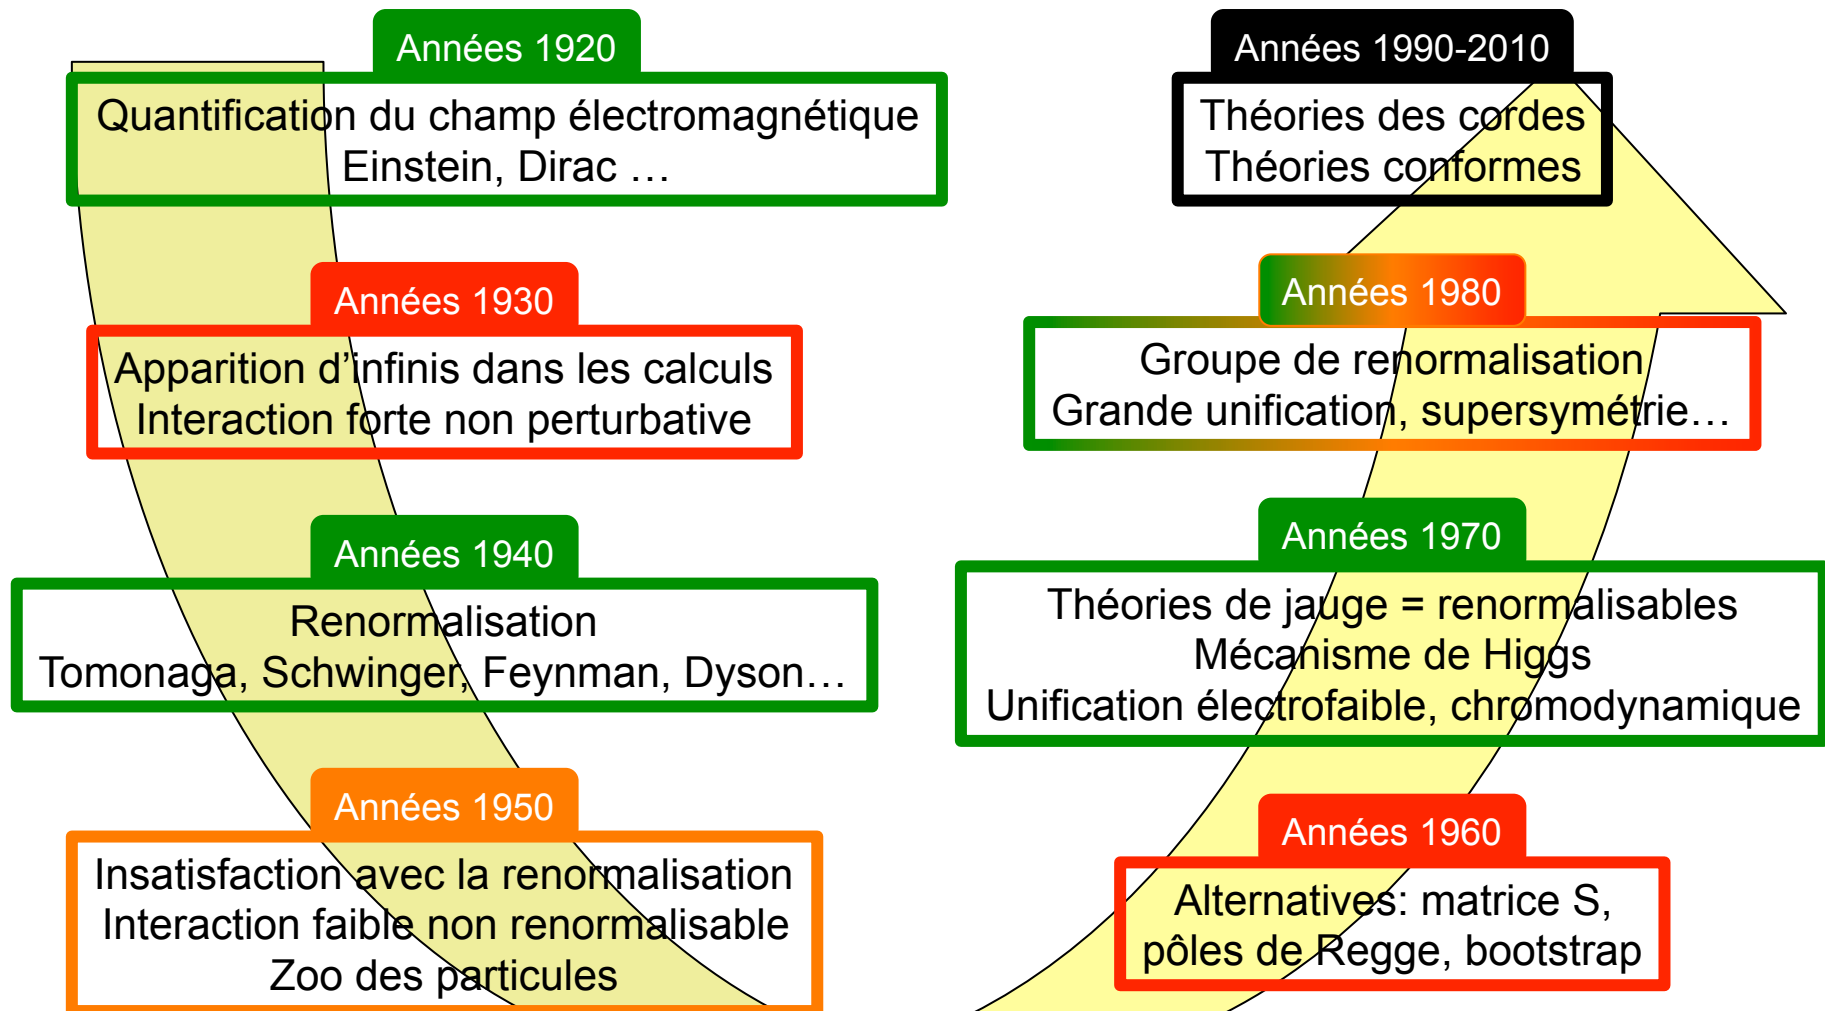 Années 1920
Quantification du champ électromagnétique
Einstein, Dirac …
Années 1930
Apparition d'infinis dans les calculs
Interaction forte non perturbative
Années 1940
Renormalisation
Tomonaga, Schwinger, Feynman, Dyson…
Années 1950
Insatisfaction avec la renormalisation
Interaction faible non renormalisable
Zoo des particules
Années 1960
Alternatives: matrice S,
pôles de Regge, bootstrap
Années 1970
Théories de jauge = renormalisables
Mécanisme de Higgs
Unification électrofaible, chromodynamique
Années 1980
Groupe de renormalisation
Grande unification, supersymétrie…
Années 1990-2010
Théories des cordes
Théories conformes